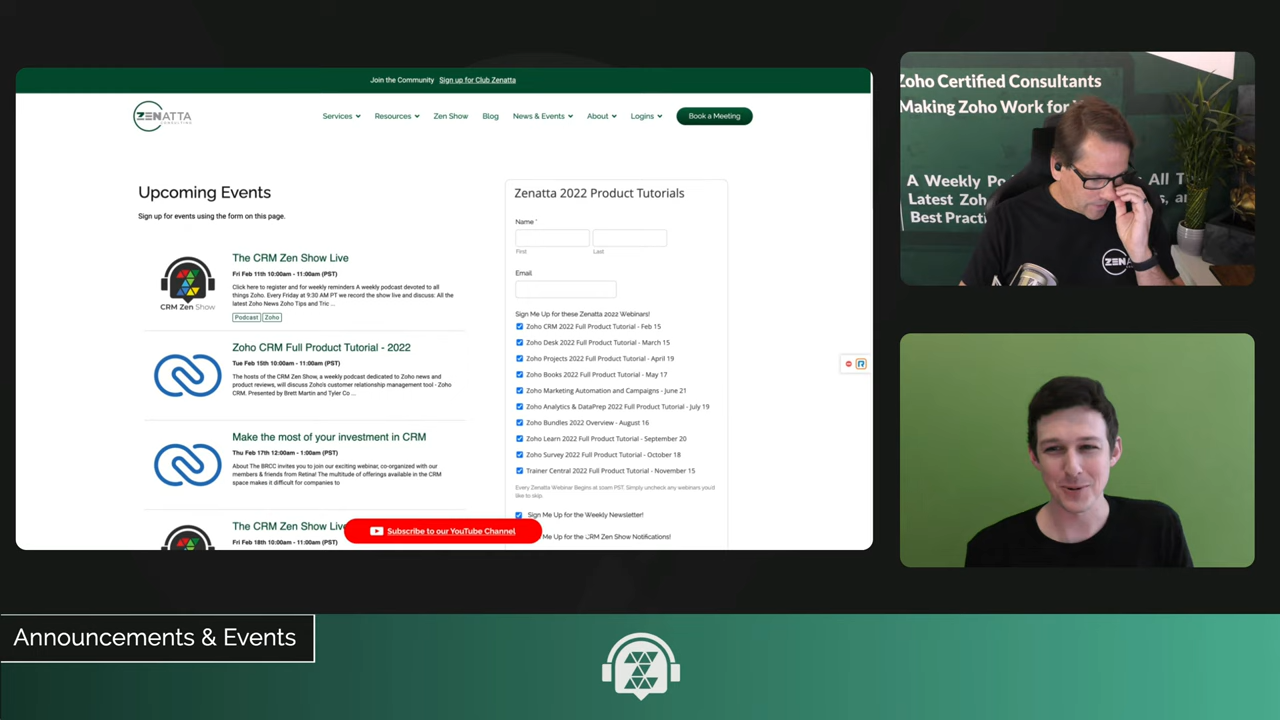 Join the Community Sign up for Club Zenatta
ZENATTA
CONSULTING
Services Resources Zen Show Blog News & Events About Logins Book a Meeting
Upcoming Events
Sign up for events using the form on this page.
The CRM Zen Show Live
Fri Feb 11th 10:00am - 11:00am (PST)
Click here to register and for weekly reminders A weekly podcast devoted to all
things Zoho. Every Friday at 9:30 AM PT we record the show live and discuss: All the
latest Zoho News Zoho Tips and Tric ...
Podcast Zoho
CRM Zen Show
Zoho CRM Full Product Tutorial - 2022
Tue Feb 15th 10:00am - 11:00am (PST)
The hosts of the CRM Zen Show, a weekly podcast dedicated to Zoho news and
product reviews, will discuss Zoho's customer relationship management tool - Zoho
CRM. Presented by Brett Martin and Tyler Co ...
Make the most of your investment in CRM
Thu Feb 17th 12:00am - 1:00am (PST)
About The BRCC invites you to join our exciting webinar, co-organized with our
members & friends from Retina! The multitude of offerings available in the CRM
space makes it difficult for companies to
The CRM Zen Show Live
Fri Feb 18th 10:00am - 11:00am (PST)
Zenatta 2022 Product Tutorials
Name *
First Last
Email
Sign Me Up for these Zenatta 2022 Webinars!
Zoho CRM 2022 Full Product Tutorial - Feb 15
Zoho Desk 2022 Full Product Tutorial - March 15
Zoho Projects 2022 Full Product Tutorial - April 19
Zoho Books 2022 Full Product Tutorial - May 17
Zoho Marketing Automation and Campaigns - June 21
Zoho Analytics & DataPrep 2022 Full Product Tutorial - July 19
Zoho Bundles 2022 Overview - August 16
Zoho Learn 2022 Full Product Tutorial - September 20
Zoho Survey 2022 Full Product Tutorial - October 18
Trainer Central 2022 Full Product Tutorial - November 15
Every Zenatta Webinar Begins at 10am PST. Simply uncheck any webinars you'd
like to skip.
Sign Me Up for the Weekly Newsletter!
Me Up for the CRM Zen Show Notifications!
Subscribe to our YouTube Channel
Zoho Certified Consultants
Making Zoho Work for
A Weekly All T
Latest Zoho , and
Best Practi
ZENATTA
Announcements & Events